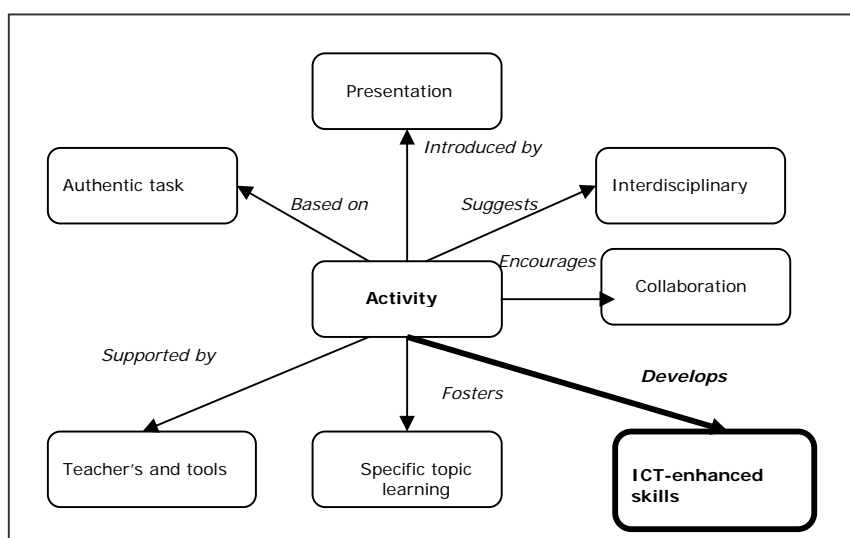 Presentation
Introduced by
Authentic task
Interdisciplinary
Based on
Suggests
Encourages
Activity
Collaboration
Supported by
Develops
Fosters
Teacher's and tools
Specific topic
learning
ICT-enhanced
skills